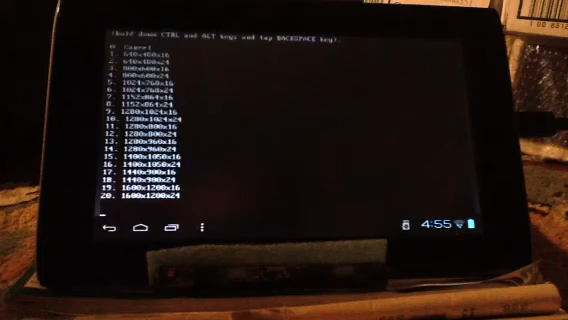 (hold down CTRL and ALT keys and tap BACKSPACE key).
0. Cancel
1. 640x480x16
2. 640x480x24
3. 800x600x16
4. 800x600x24
5. 1024x768x16
6. 1024x768x24
7. 1152x864x16
8. 1152x864x24
9. 1280x1024x16
10. 1280x1024x24
11. 1280x800x16
12. 1280x800x24
13. 1280x960x16
14. 1280x960x24
15. 1400x1050x16
16. 1400x1050x24
17. 1440x900x16
18. 1440x900x24
19. 1600x1200x16
20. 1600x1200x24
4:55